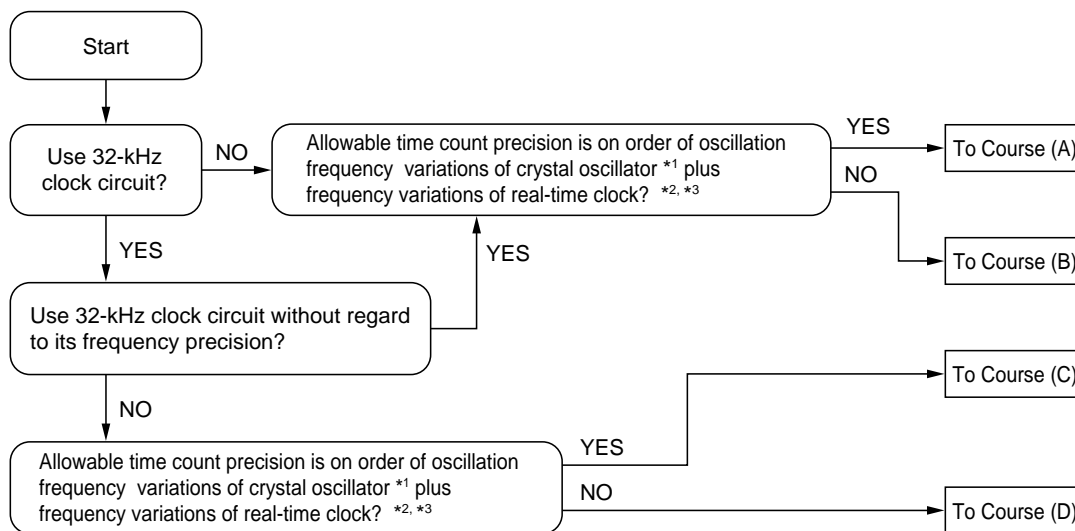 Start
Use 32-kHz
clock circuit?
NO
Allowable time count precision is on order of oscillation
frequency variations of crystal oscillator *1 plus
frequency variations of real-time clock? *2, *3
YES
To Course (A)
NO
To Course (B)
YES
YES
Use 32-kHz clock circuit without regard
to its frequency precision?
To Course (C)
NO
YES
Allowable time count precision is on order of oscillation
frequency variations of crystal oscillator *1 plus
frequency variations of real-time clock? *2, *3
NO
To Course (D)